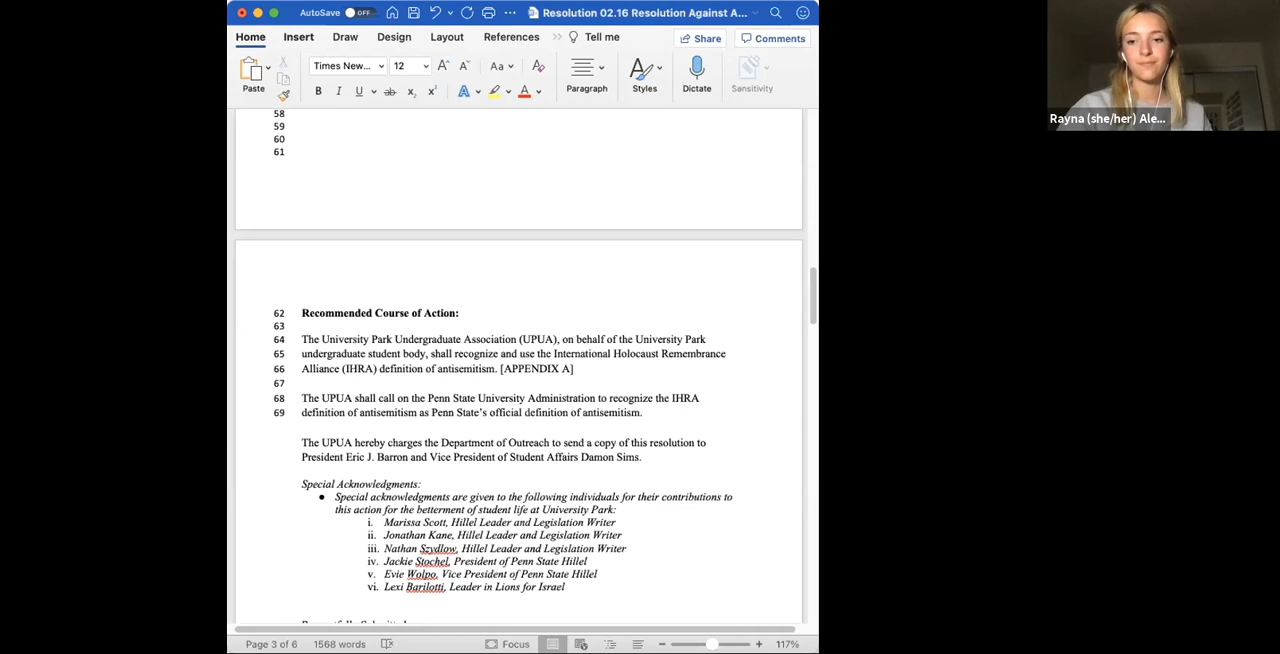 AutoSave OFF Resolution 02.16 Resolution Against A...
Home Insert Draw Design Layout References Tell me Share Comments
Times New... 12 Aa
Paste B I U ab x₂ x² A A Paragraph Styles Dictate Sensitivity
Rayna (she/her) Ale...
58
59
60
61
62 Recommended Course of Action:
63
64 The University Park Undergraduate Association (UPUA), on behalf of the University Park
65 undergraduate student body, shall recognize and use the International Holocaust Remembrance
66 Alliance (IHRA) definition of antisemitism. [APPENDIX A]
67
68 The UPUA shall call on the Penn State University Administration to recognize the IHRA
69 definition of antisemitism as Penn State's official definition of antisemitism.
The UPUA hereby charges the Department of Outreach to send a copy of this resolution to
President Eric J. Barron and Vice President of Student Affairs Damon Sims.
Special Acknowledgments:
● Special acknowledgments are given to the following individuals for their contributions to
this action for the betterment of student life at University Park:
i. Marissa Scott, Hillel Leader and Legislation Writer
ii. Jonathan Kane, Hillel Leader and Legislation Writer
iii. Nathan Szydlow, Hillel Leader and Legislation Writer
iv. Jackie Stochel, President of Penn State Hillel
v. Evie Wolpo, Vice President of Penn State Hillel
vi. Lexi Barilotti, Leader in Lions for Israel
Page 3 of 6 1568 words Focus 117%